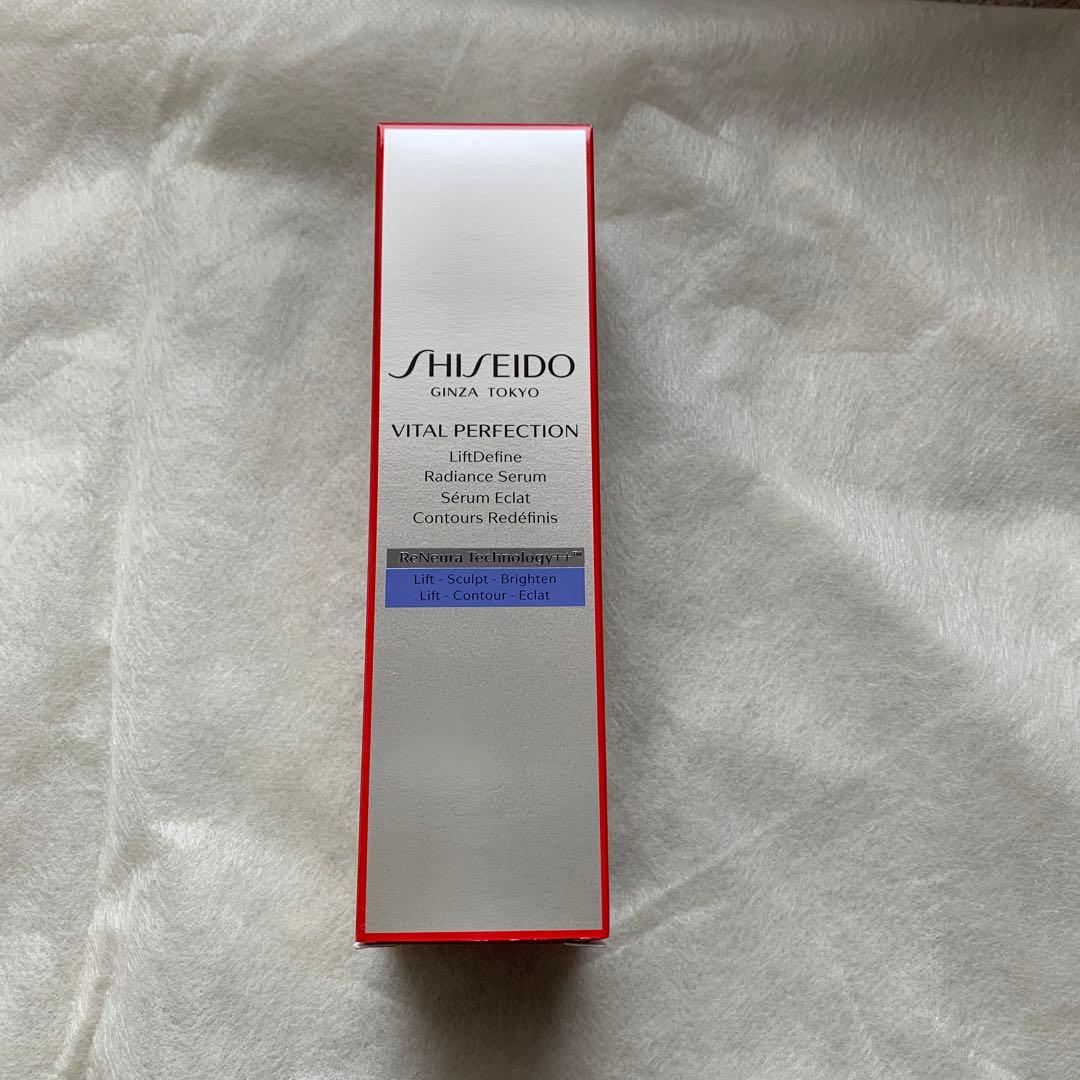 SHISEIDO
GINZA TOKYO
VITAL PERFECTION
LiftDefine
Radiance Serum
Sérum Eclat
Contours Redéfinis
ReNeura Technology++™
Lift - Sculpt - Brighten
Lift - Contour - Eclat